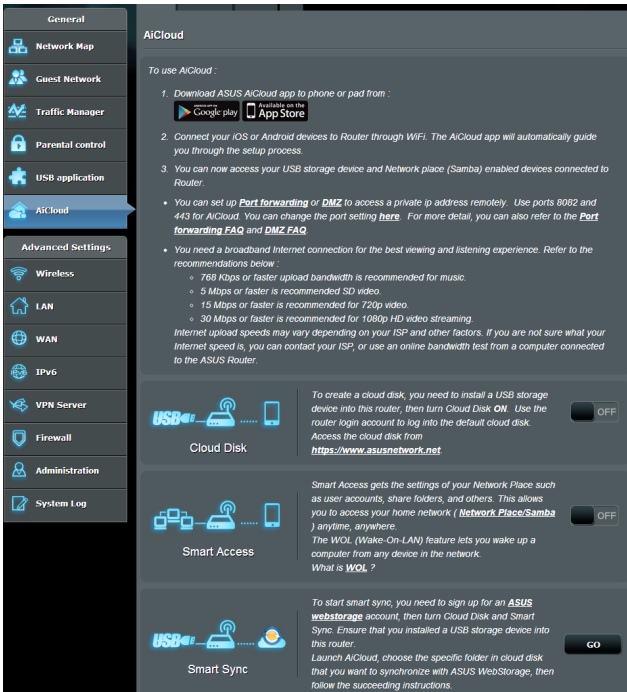 General
Network Map
Guest Network
Traffic Manager
Parental control
USB application
AiCloud
Advanced Settings
Wireless
LAN
WAN
IPv6
VPN Server
Firewall
Administration
System Log
AiCloud
To use AiCloud :
1. Download ASUS AiCloud app to phone or pad from :
ANDROID APP ON
Google play
Available on the
App Store
2. Connect your iOS or Android devices to Router through WiFi. The AiCloud app will automatically guide
you through the setup process.
3. You can now access your USB storage device and Network place (Samba) enabled devices connected to
Router.
• You can set up Port forwarding or DMZ to access a private ip address remotely. Use ports 8082 and
443 for AiCloud. You can change the port setting here. For more detail, you can also refer to the Port
forwarding FAQ and DMZ FAQ.
• You need a broadband Internet connection for the best viewing and listening experience. Refer to the
recommendations below :
768 Kbps or faster upload bandwidth is recommended for music.
5 Mbps or faster is recommended SD video.
15 Mbps or faster is recommended for 720p video.
30 Mbps or faster is recommended for 1080p HD video streaming.
Internet upload speeds may vary depending on your ISP and other factors. If you are not sure what your
Internet speed is, you can contact your ISP, or use an online bandwidth test from a computer connected
to the ASUS Router.
USB
Cloud Disk
To create a cloud disk, you need to install a USB storage
device into this router, then turn Cloud Disk ON. Use the
router login account to log into the default cloud disk.
Access the cloud disk from
https://www.asusnetwork.net.
OFF
Smart Access
Smart Access gets the settings of your Network Place such
as user accounts, share folders, and others. This allows
you to access your home network ( Network Place/Samba
) anytime, anywhere.
The WOL (Wake-On-LAN) feature lets you wake up a
computer from any device in the network.
What is WOL ?
OFF
USB
Smart Sync
To start smart sync, you need to sign up for an ASUS
webstorage account, then turn Cloud Disk and Smart
Sync. Ensure that you installed a USB storage device into
this router.
Launch AiCloud, choose the specific folder in cloud disk
that you want to synchronize with ASUS WebStorage, then
follow the succeeding instructions.
GO